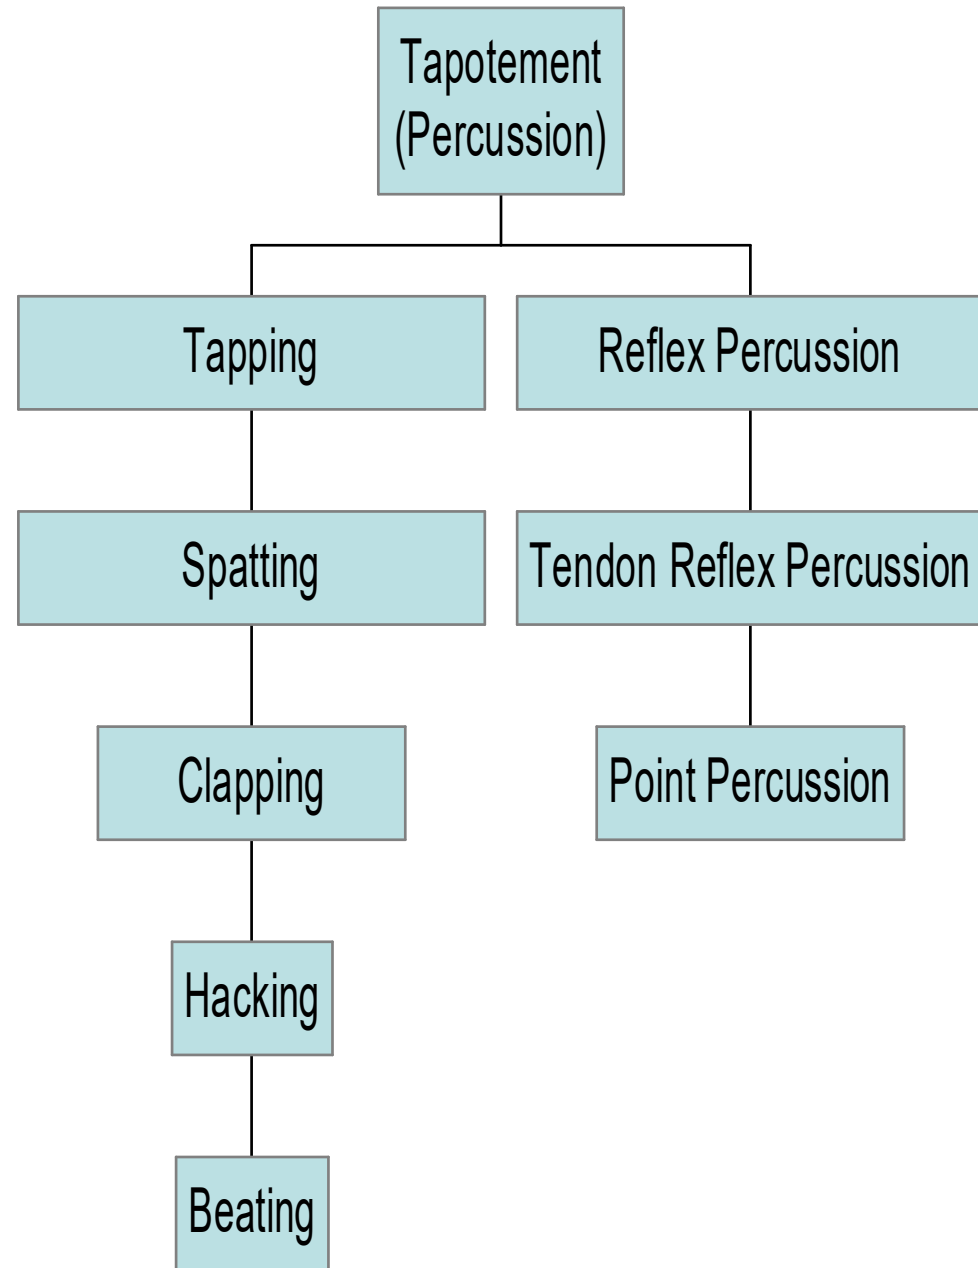 Tapotement
(Percussion)
Tapping
Reflex Percussion
Spatting
Tendon Reflex Percussion
Clapping
Point Percussion
Hacking
Beating